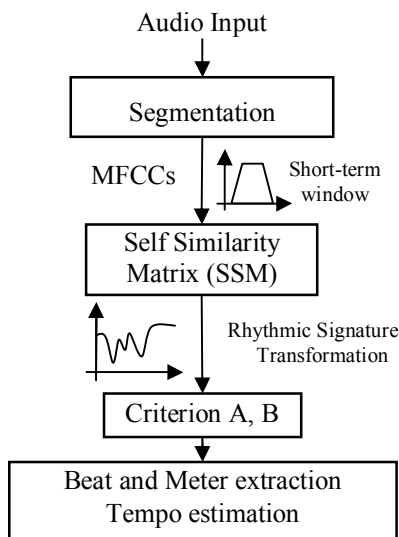 Audio Input
Segmentation
MFCCs
Short-term
window
Self Similarity
Matrix (SSM)
Rhythmic Signature
Transformation
Criterion A, B
Beat and Meter extraction
Tempo estimation